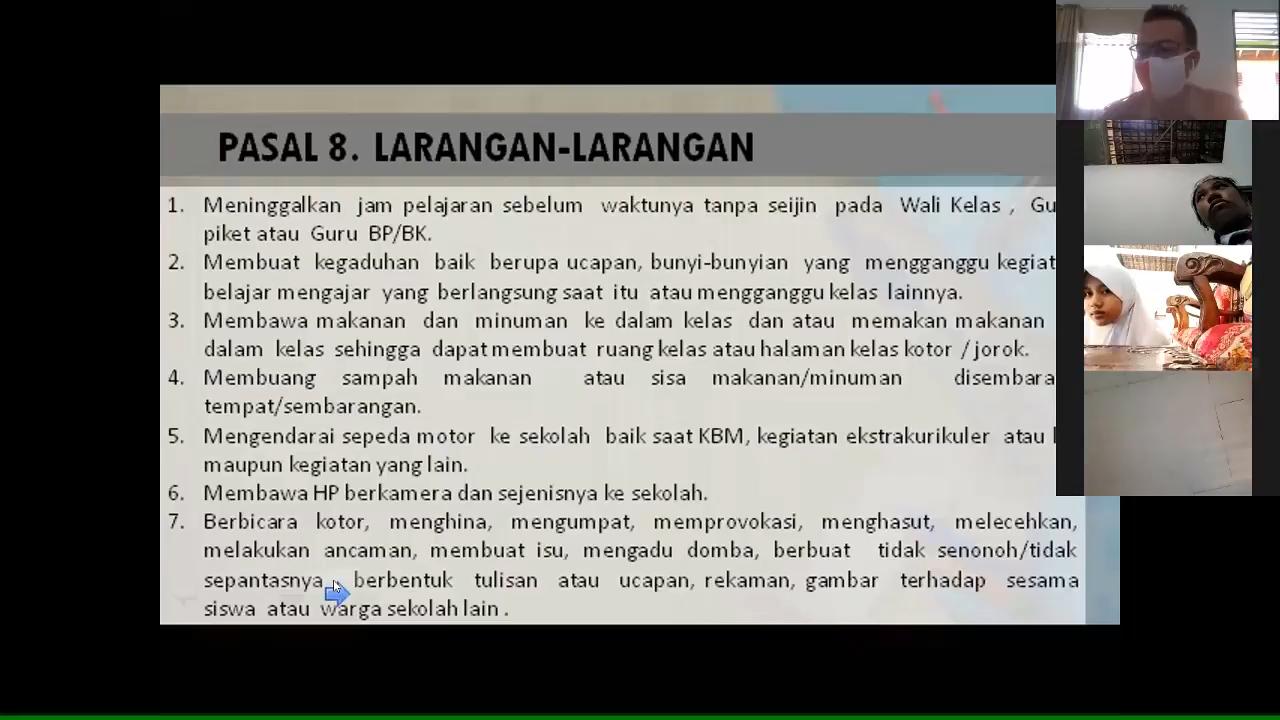 PASAL 8. LARANGAN-LARANGAN
1. Meninggalkan jam pelajaran sebelum waktunya tanpa seijin pada Wali Kelas ,
piket atau Guru BP/BK.
2. Membuat kegaduhan baik berupa ucapan, bunyi-bunyian yang mengganggu
belajar mengajar yang berlangsung saat itu atau mengganggu kelas lainnya.
3. Membawa makanan dan minuman ke dalam kelas dan atau memakan makanan
dalam kelas sehingga dapat membuat ruang kelas atau halaman kelas kotor / jorok.
4. Membuang sampah makanan atau sisa makanan/minuman
tempat/sembarangan.
5. Mengendarai sepeda motor ke sekolah baik saat KBM, kegiatan ekstrakurikuler atau
maupun kegiatan yang lain.
6. Membawa HP berkamera dan sejenisnya ke sekolah.
7. Berbicara kotor, menghina, mengumpat, memprovokasi, menghasut, melecehkan,
melakukan ancaman, membuat isu, mengadu domba, berbuat tidak senonoh/tidak
sepantasnya berbentuk tulisan atau ucapan, rekaman, gambar terhadap sesama
siswa atau warga sekolah lain .